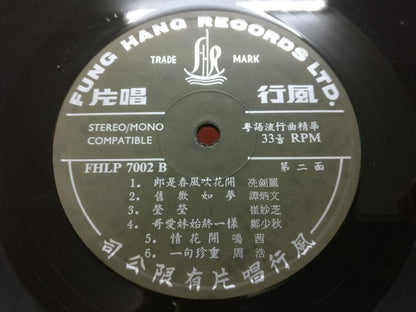 FUNG HANG RECORDS LTD.
TRADE MARK
FHR
片唱 行風
STEREO/MONO
COMPATIBLE
粵語流行曲精華
33⅓ RPM
FHLP 7002 B
第二面
1. 郎是春風吹花開 冼劍麗
2. 舊歡如夢 譚炳文
3. 瑩瑩 崔妙芝
4. 哥愛妹始終一樣 鄭少秋
5. 情花開 鳴茜
6. 一句珍重 周浩
風行唱片有限公司